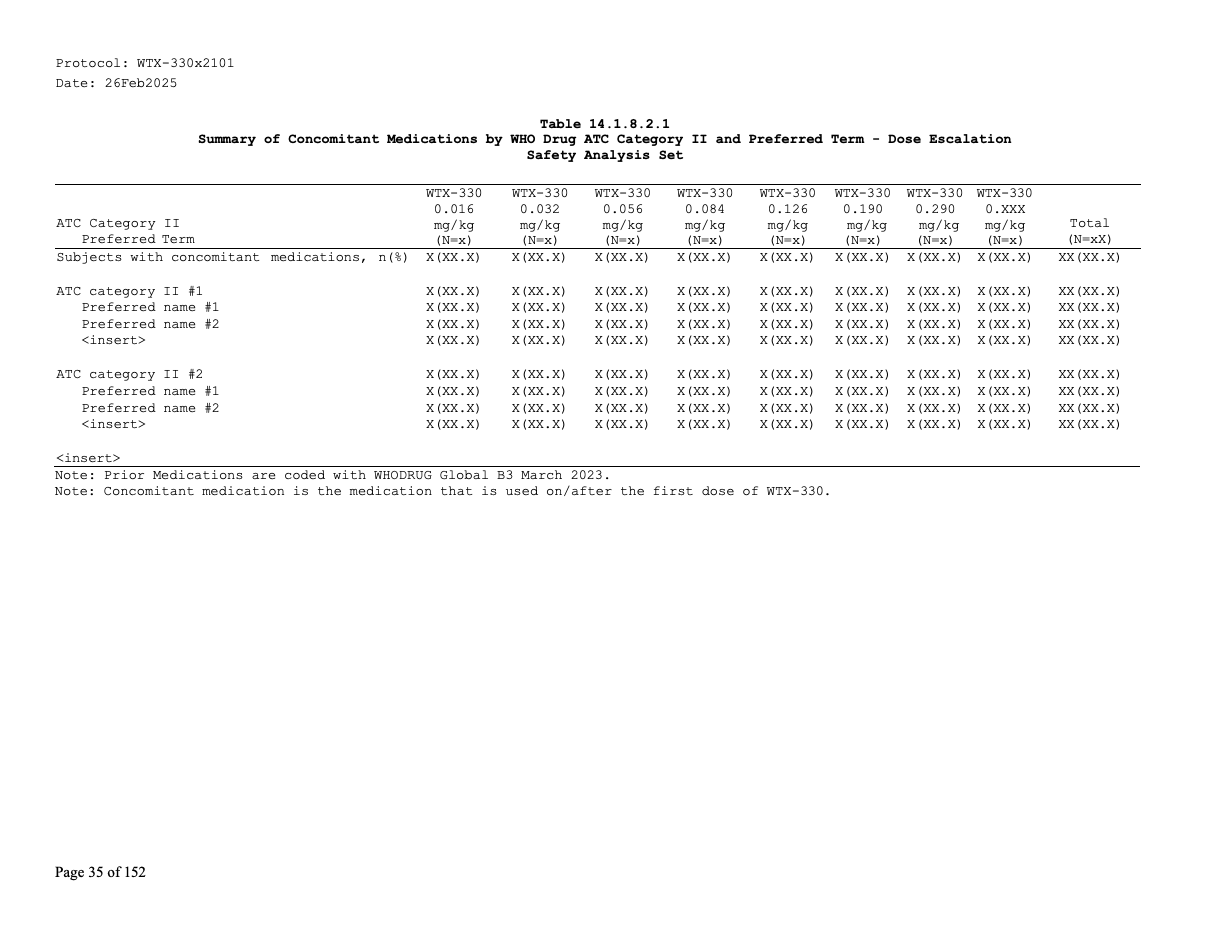 Protocol: WTX-330x2101
Date: 26Feb2025
Table 14.1.8.2.1
Summary of Concomitant Medications by WHO Drug ATC Category II and Preferred Term - Dose Escalation
Safety Analysis Set
WTX-330 WTX-330 WTX-330 WTX-330 WTX-330 WTX-330 WTX-330 WTX-330
0.016 0.032 0.056 0.084 0.126 0.190 0.290 0.XXX
ATC Category II mg/kg mg/kg mg/kg mg/kg mg/kg mg/kg mg/kg mg/kg Total
Preferred Term (N=x) (N=x) (N=x) (N=x) (N=x) (N=x) (N=x) (N=x) (N=xX)
Subjects with concomitant medications, n(%) X(XX.X) X(XX.X) X(XX.X) X(XX.X) X(XX.X) X(XX.X) X(XX.X) X(XX.X) XX(XX.X)
ATC category II #1 X(XX.X) X(XX.X) X(XX.X) X(XX.X) X(XX.X) X(XX.X) X(XX.X) X(XX.X) XX(XX.X)
Preferred name #1 X(XX.X) X(XX.X) X(XX.X) X(XX.X) X(XX.X) X(XX.X) X(XX.X) X(XX.X) XX(XX.X)
Preferred name #2 X(XX.X) X(XX.X) X(XX.X) X(XX.X) X(XX.X) X(XX.X) X(XX.X) X(XX.X) XX(XX.X)
<insert> X(XX.X) X(XX.X) X(XX.X) X(XX.X) X(XX.X) X(XX.X) X(XX.X) X(XX.X) XX(XX.X)
ATC category II #2 X(XX.X) X(XX.X) X(XX.X) X(XX.X) X(XX.X) X(XX.X) X(XX.X) X(XX.X) XX(XX.X)
Preferred name #1 X(XX.X) X(XX.X) X(XX.X) X(XX.X) X(XX.X) X(XX.X) X(XX.X) X(XX.X) XX(XX.X)
Preferred name #2 X(XX.X) X(XX.X) X(XX.X) X(XX.X) X(XX.X) X(XX.X) X(XX.X) X(XX.X) XX(XX.X)
<insert> X(XX.X) X(XX.X) X(XX.X) X(XX.X) X(XX.X) X(XX.X) X(XX.X) X(XX.X) XX(XX.X)
<insert>
Note: Prior Medications are coded with WHODRUG Global B3 March 2023.
Note: Concomitant medication is the medication that is used on/after the first dose of WTX-330.
Page 35 of 152